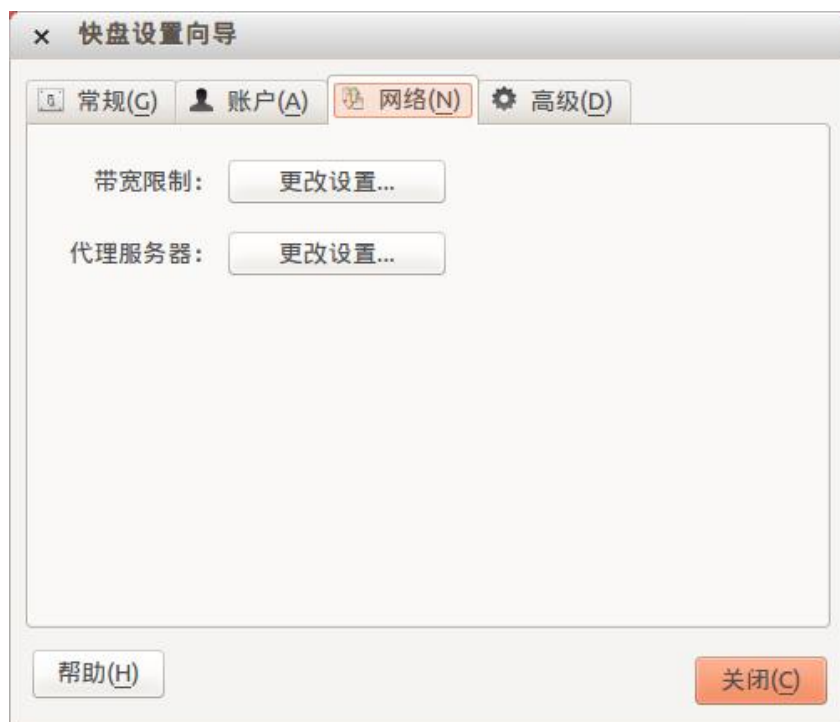 快盘设置向导
常规(G) 账户(A) 网络(N) 高级(D)
带宽限制: 更改设置...
代理服务器: 更改设置...
帮助(H) 关闭(C)